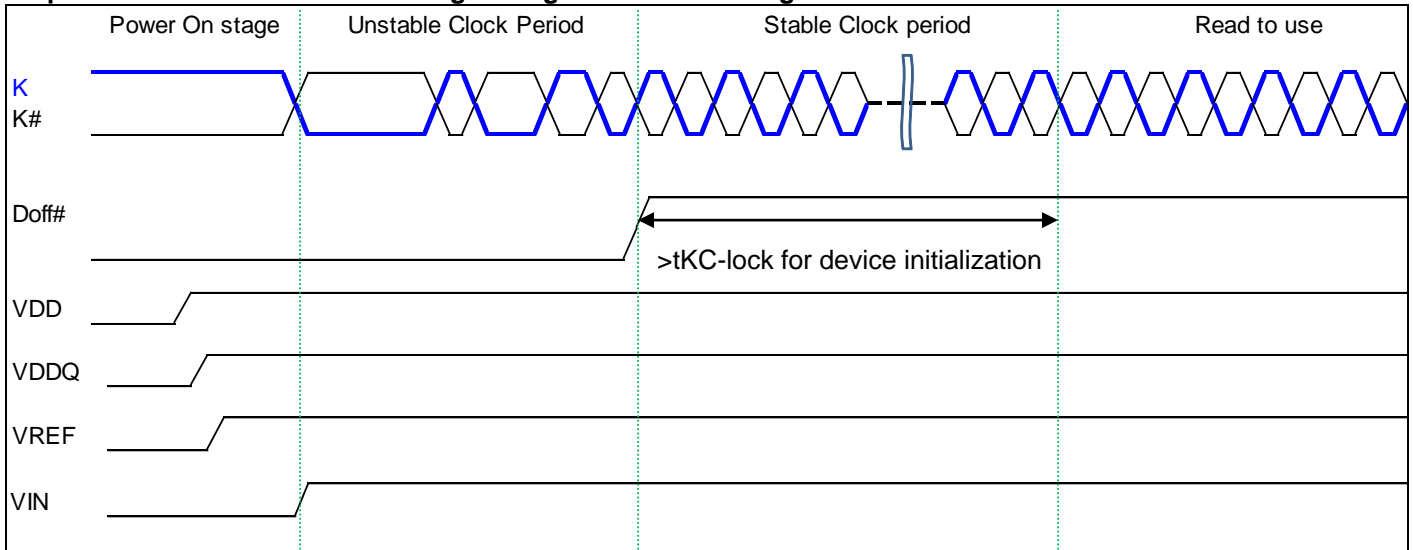 Power On stage
Unstable Clock Period
Stable Clock period
Read to use
K
K#
Doff#
>tKC-lock for device initialization
VDD
VDDQ
VREF
VIN